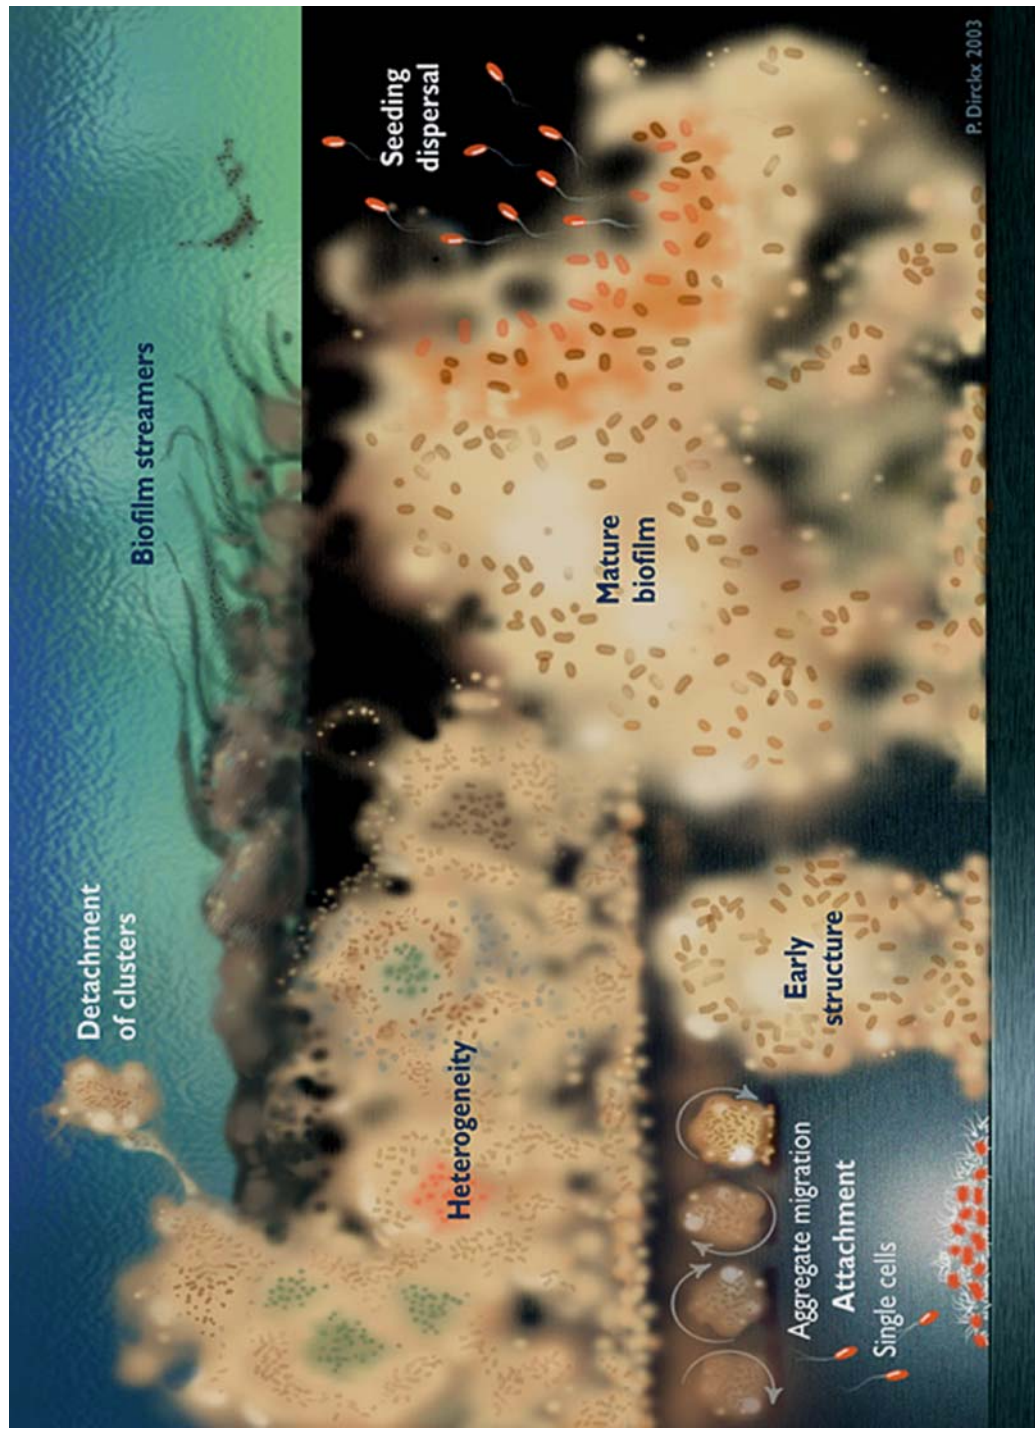 Detachment
of clusters
Biofilm streamers
Heterogeneity
Seeding
dispersal
Aggregate migration
Attachment
Single cells
Early
structure
Mature
biofilm
P. Dirckx 2003